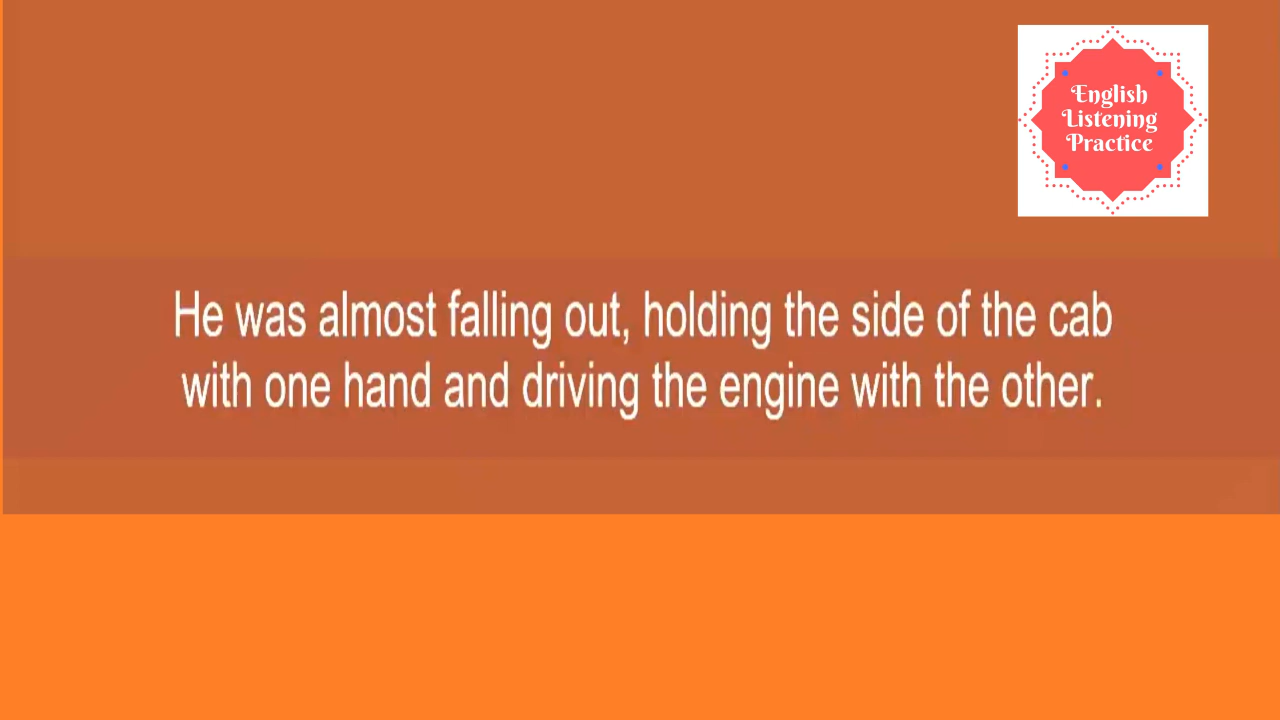 English
Listening
Practice
He was almost falling out, holding the side of the cab
with one hand and driving the engine with the other.